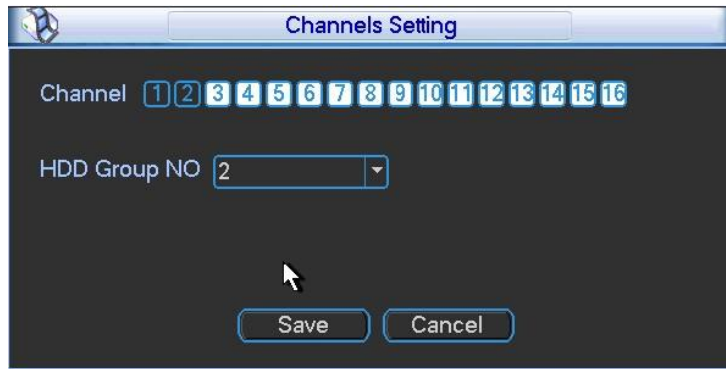 Channels Setting
Channel 1 2 3 4 5 6 7 8 9 10 11 12 13 14 15 16
HDD Group NO 2
Save Cancel